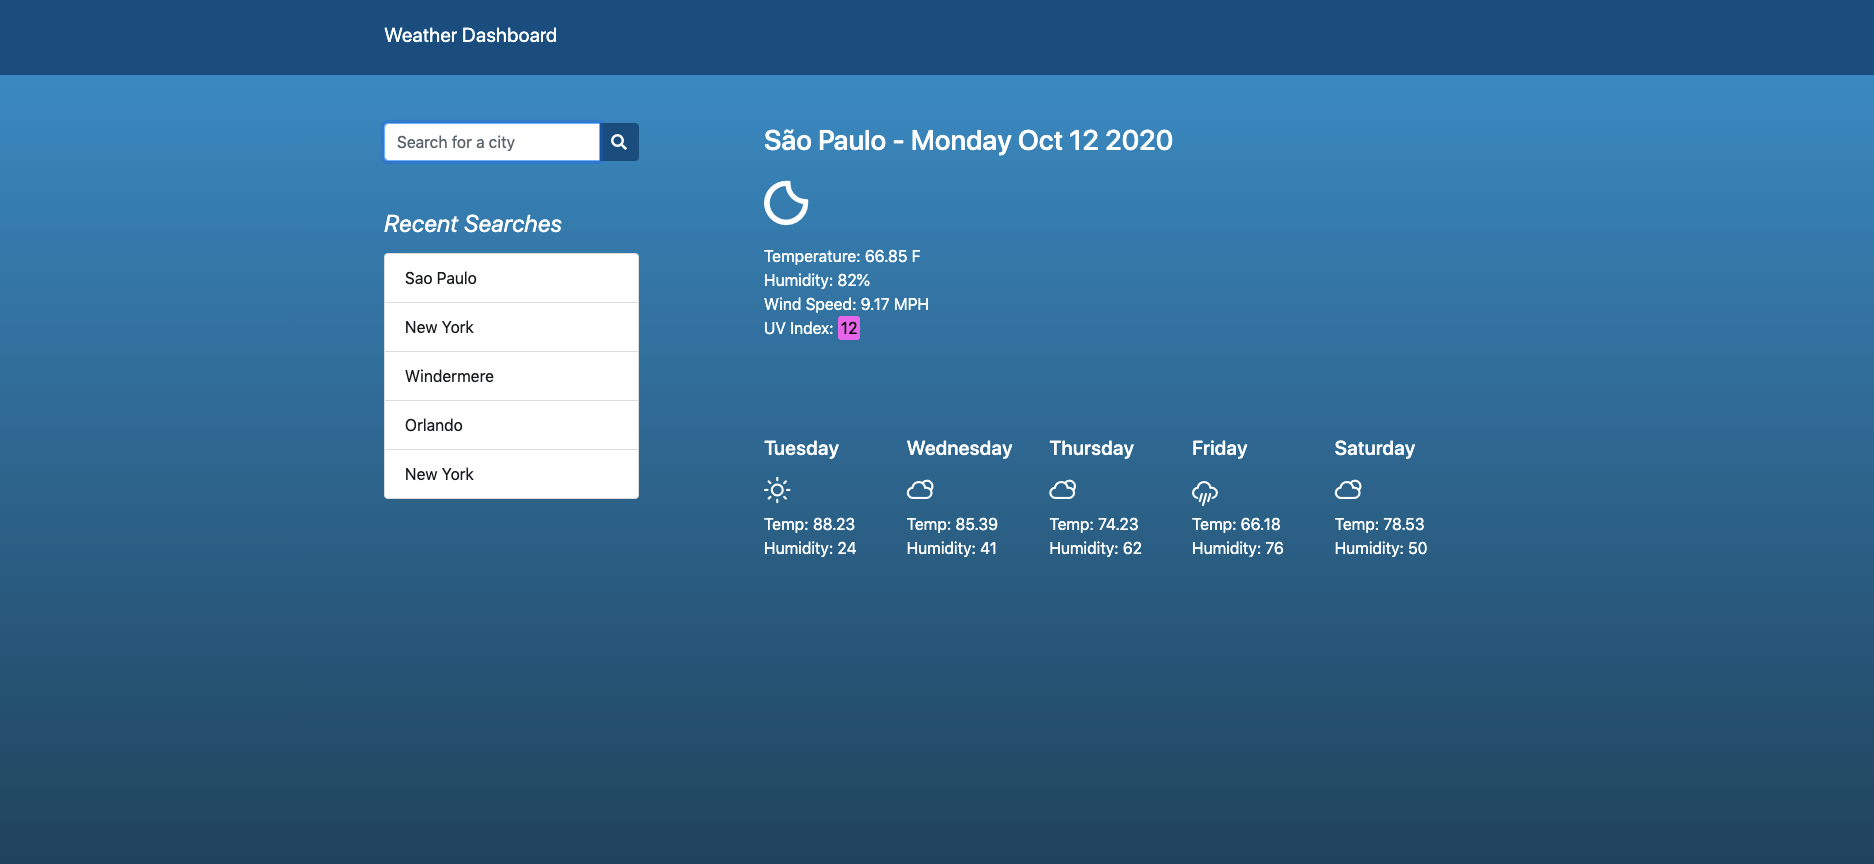 Weather Dashboard
Search for a city
Recent Searches
Sao Paulo
New York
Windermere
Orlando
New York
São Paulo - Monday Oct 12 2020
Temperature: 66.85 F
Humidity: 82%
Wind Speed: 9.17 MPH
UV Index: 12
Tuesday
Temp: 88.23
Humidity: 24
Wednesday
Temp: 85.39
Humidity: 41
Thursday
Temp: 74.23
Humidity: 62
Friday
Temp: 66.18
Humidity: 76
Saturday
Temp: 78.53
Humidity: 50